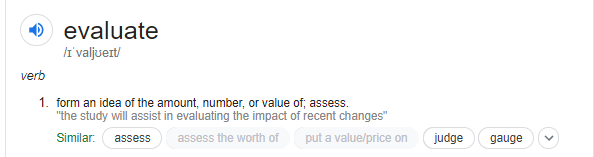 evaluate
/ɪˈvaljʊeɪt/
verb
1. form an idea of the amount, number, or value of; assess.
"the study will assist in evaluating the impact of recent changes"
Similar: assess assess the worth of put a value/price on judge gauge